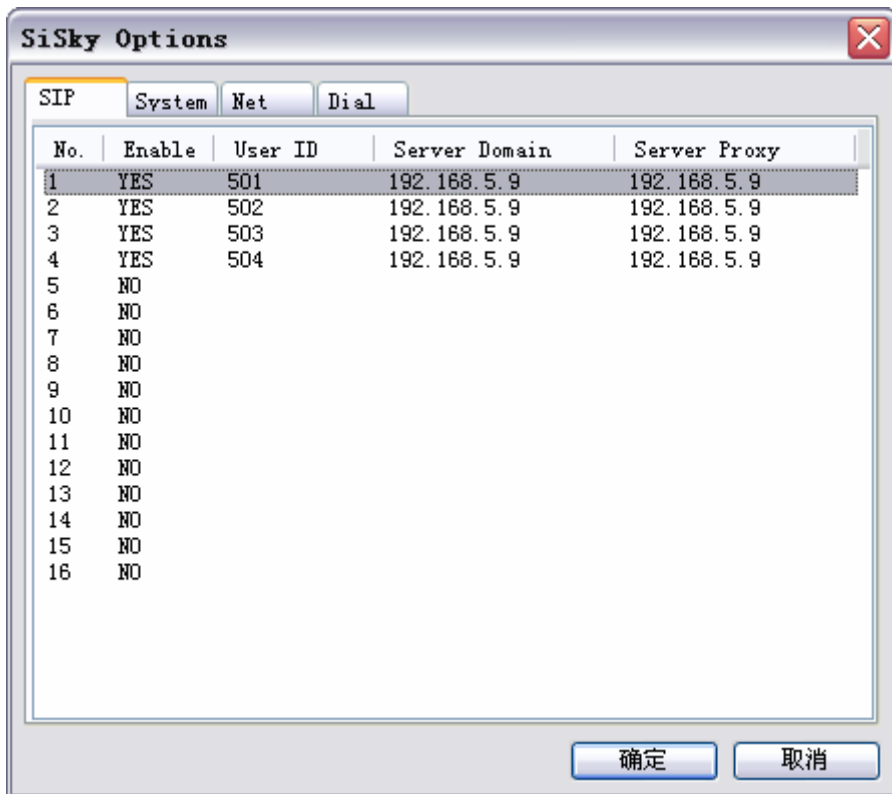 SiSky Options
SIP System Net Dial
No. Enable User ID Server Domain Server Proxy
1 YES 501 192.168.5.9 192.168.5.9
2 YES 502 192.168.5.9 192.168.5.9
3 YES 503 192.168.5.9 192.168.5.9
4 YES 504 192.168.5.9 192.168.5.9
5 NO
6 NO
7 NO
8 NO
9 NO
10 NO
11 NO
12 NO
13 NO
14 NO
15 NO
16 NO
确定 取消